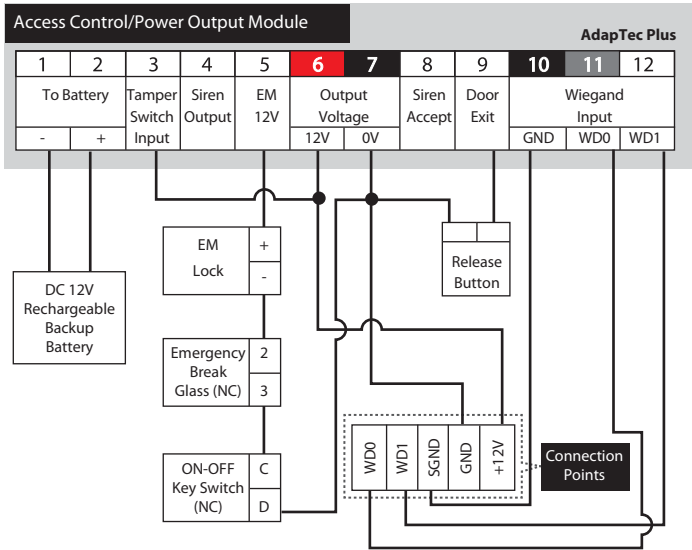 Access Control/Power Output Module
AdapTec Plus
1 2 3 4 5 6 7 8 9 10 11 12
To Battery
- +
Tamper
Switch
Input
Siren
Output
EM
12V
Output
Voltage
12V 0V
Siren
Accept
Door
Exit
Wiegand
Input
GND WD0 WD1
EM
Lock
+
-
Release
Button
DC 12V
Rechargeable
Backup
Battery
Emergency
Break
Glass (NC)
2
3
ON-OFF
Key Switch
(NC)
C
D
WD0
WD1
SGND
GND
+12V
Connection
Points